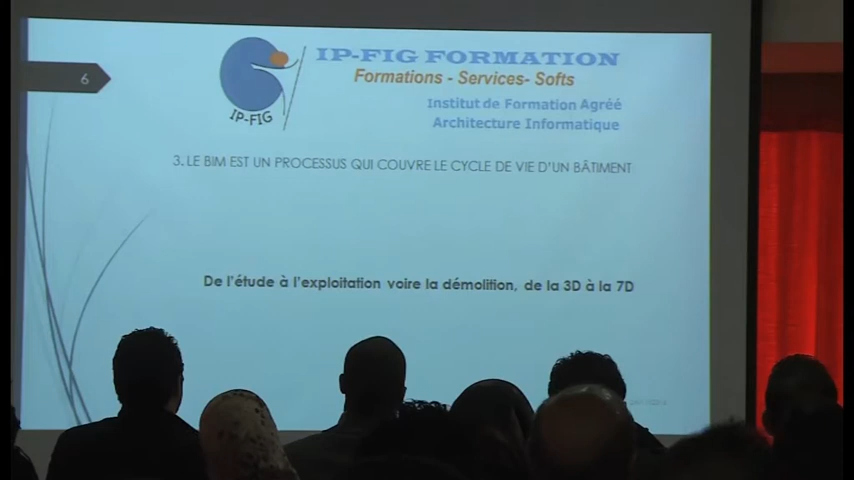 6
IP-FIG FORMATION
Formations - Services- Softs
IP-FIG
Institut de Formation Agréé
Architecture Informatique
3. LE BIM EST UN PROCESSUS QUI COUVRE LE CYCLE DE VIE D'UN BÂTIMENT
De l'étude à l'exploitation voire la démolition, de la 3D à la 7D